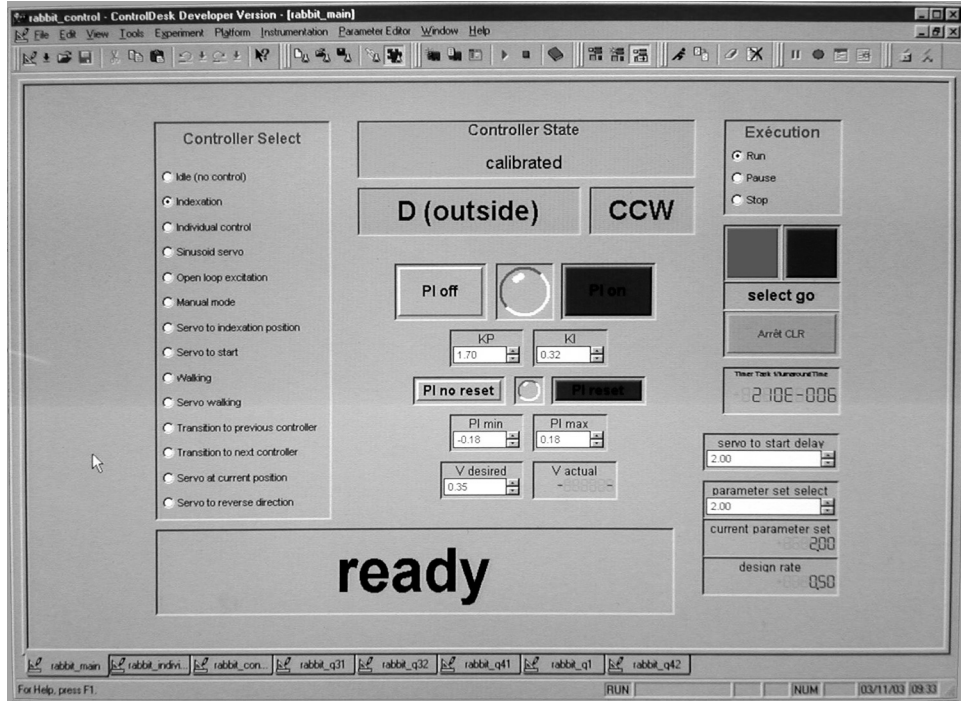 rabbit_control - ControlDesk Developer Version - [rabbit_main]
File Edit View Tools Experiment Platform Instrumentation Parameter Editor Window Help
Controller Select
Idle (no control)
Indexation
Individual control
Sinusoid servo
Open loop excitation
Manual mode
Servo to indexation position
Servo to start
Walking
Servo walking
Transition to previous controller
Transition to next controller
Servo at current position
Servo to reverse direction
Controller State
calibrated
D (outside)
CCW
PI off
PI on
KP
KI
1.70
0.32
PI no reset
PI reset
PI min
PI max
-0.18
0.18
V desired
V actual
0.35
Exécution
Run
Pause
Stop
select go
Arrêt CLR
Timer Task 1/TurnaroundTime
210E-006
servo to start delay
2.00
parameter set select
2.00
current parameter set
2.00
design rate
0.50
ready
rabbit_main rabbit_indivi... rabbit_con... rabbit_q31 rabbit_q32 rabbit_q41 rabbit_q1 rabbit_q42
For Help, press F1.
RUN
NUM
03/11/03 09:33